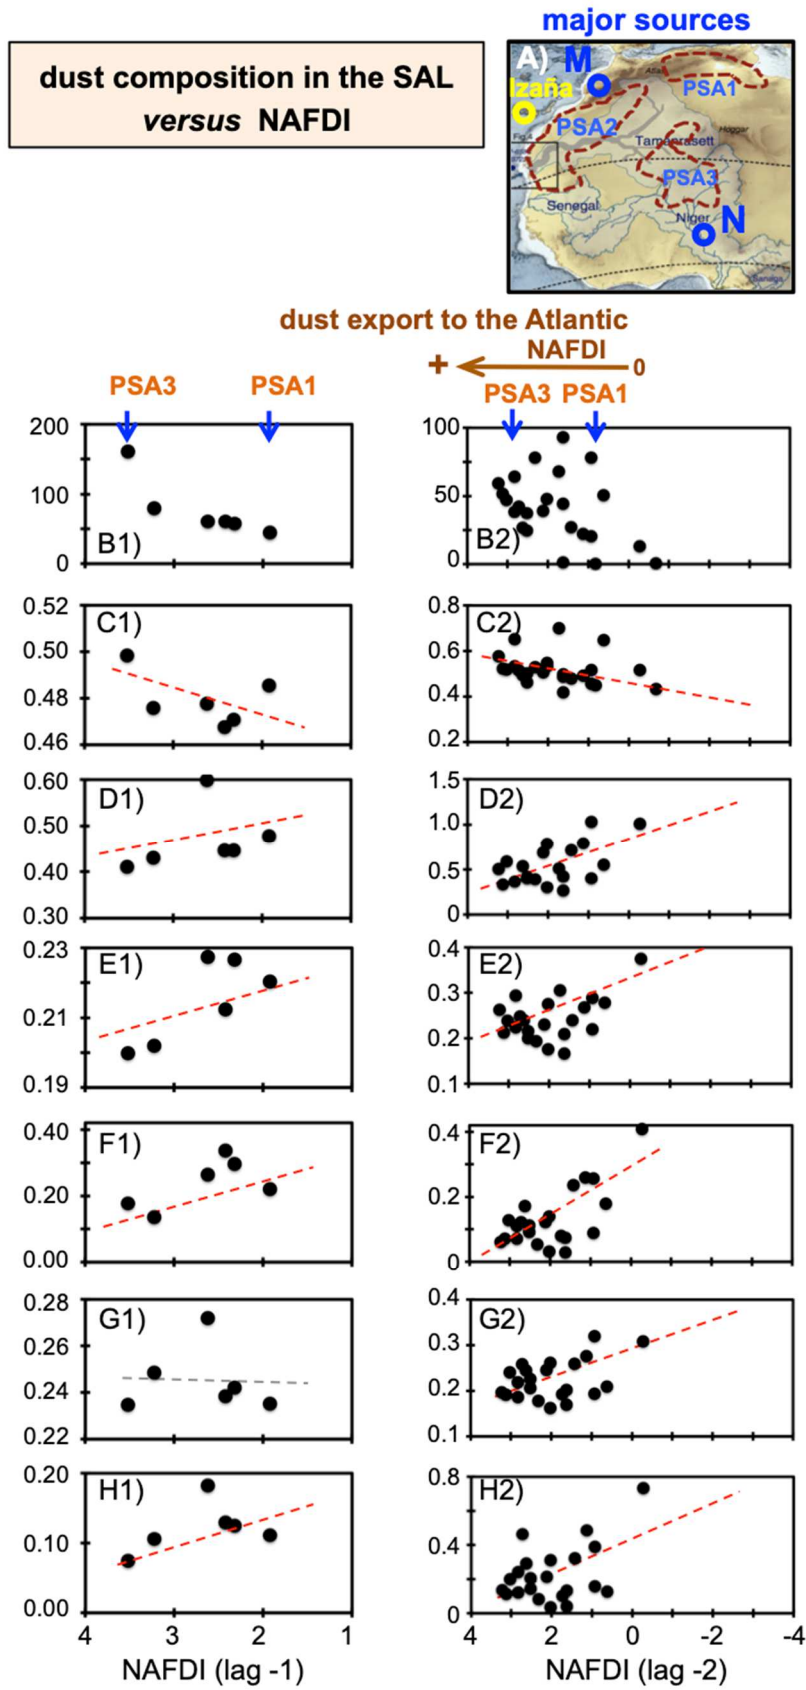 major sources
dust composition in the SAL
versus NAFDI
A)
M
Izaña
PSA1
PSA2
Hoggar
Tamanrasett
PSA3
Senegal
Niger
N
dust export to the Atlantic
NAFDI
+
0
PSA3
PSA1
PSA3
PSA1
200
100
0
B1)
100
50
0
B2)
0.52
0.50
0.48
0.46
C1)
0.8
0.6
0.4
0.2
C2)
0.60
0.50
0.40
0.30
D1)
1.5
1.0
0.5
0
D2)
0.23
0.21
0.19
E1)
0.4
0.3
0.2
0.1
E2)
0.40
0.20
0.00
F1)
0.4
0.2
0
F2)
0.28
0.26
0.24
0.22
G1)
0.4
0.3
0.2
0.1
G2)
0.20
0.10
0.00
H1)
0.8
0.4
0
H2)
4 3 2 1
NAFDI (lag -1)
4 2 0 -2 -4
NAFDI (lag -2)